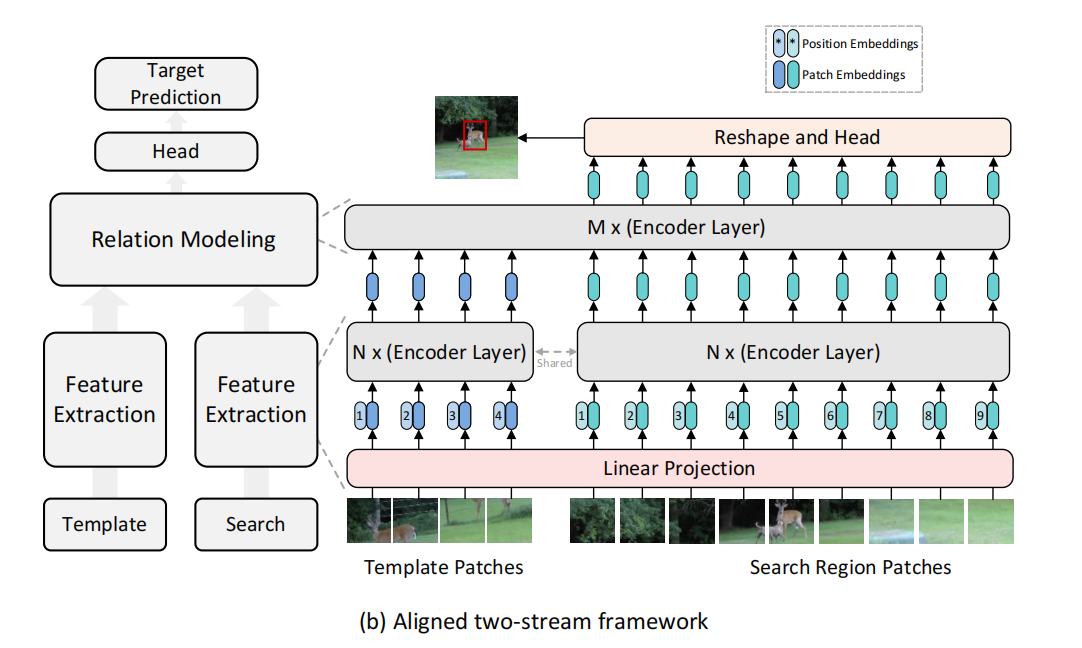 * * Position Embeddings
Patch Embeddings
Target
Prediction
Head
Relation Modeling
Feature
Extraction
Feature
Extraction
Template
Search
Reshape and Head
M x (Encoder Layer)
N x (Encoder Layer)
Shared
N x (Encoder Layer)
1 2 3 4
1 2 3 4 5 6 7 8 9
Linear Projection
Template Patches
Search Region Patches
(b) Aligned two-stream framework